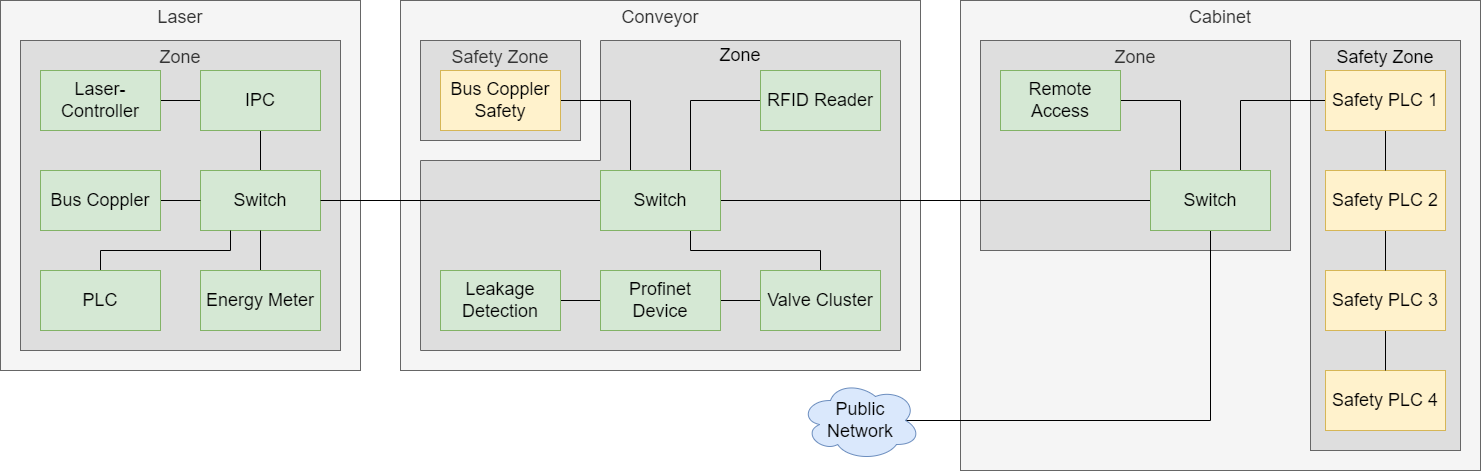 Laser
Zone
Laser-
Controller
IPC
Bus Coppler
Switch
PLC
Energy Meter
Conveyor
Safety Zone
Bus Coppler
Safety
Zone
RFID Reader
Switch
Leakage
Detection
Profinet
Device
Valve Cluster
Cabinet
Zone
Remote
Access
Switch
Safety Zone
Safety PLC 1
Safety PLC 2
Safety PLC 3
Safety PLC 4
Public
Network